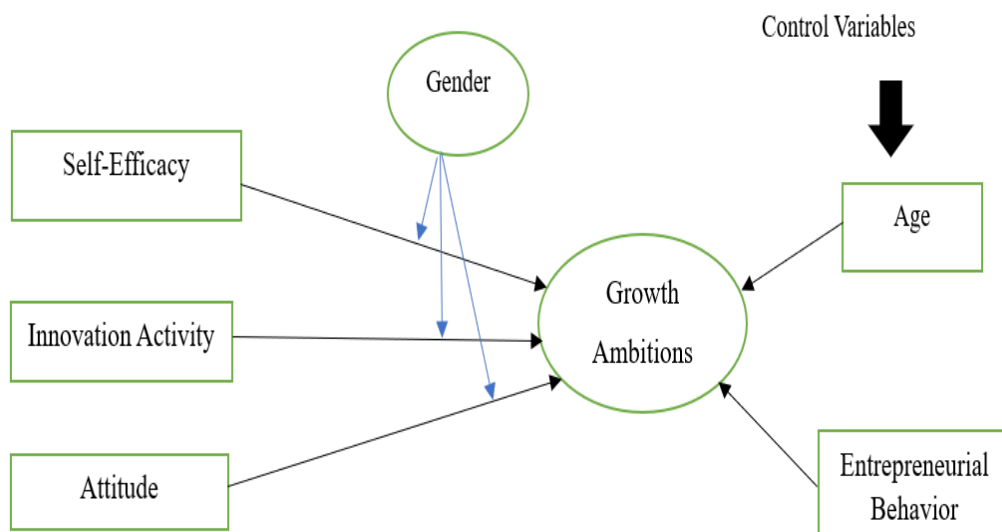 Control Variables
Gender
Self-Efficacy
Age
Growth
Ambitions
Innovation Activity
Attitude
Entrepreneurial
Behavior